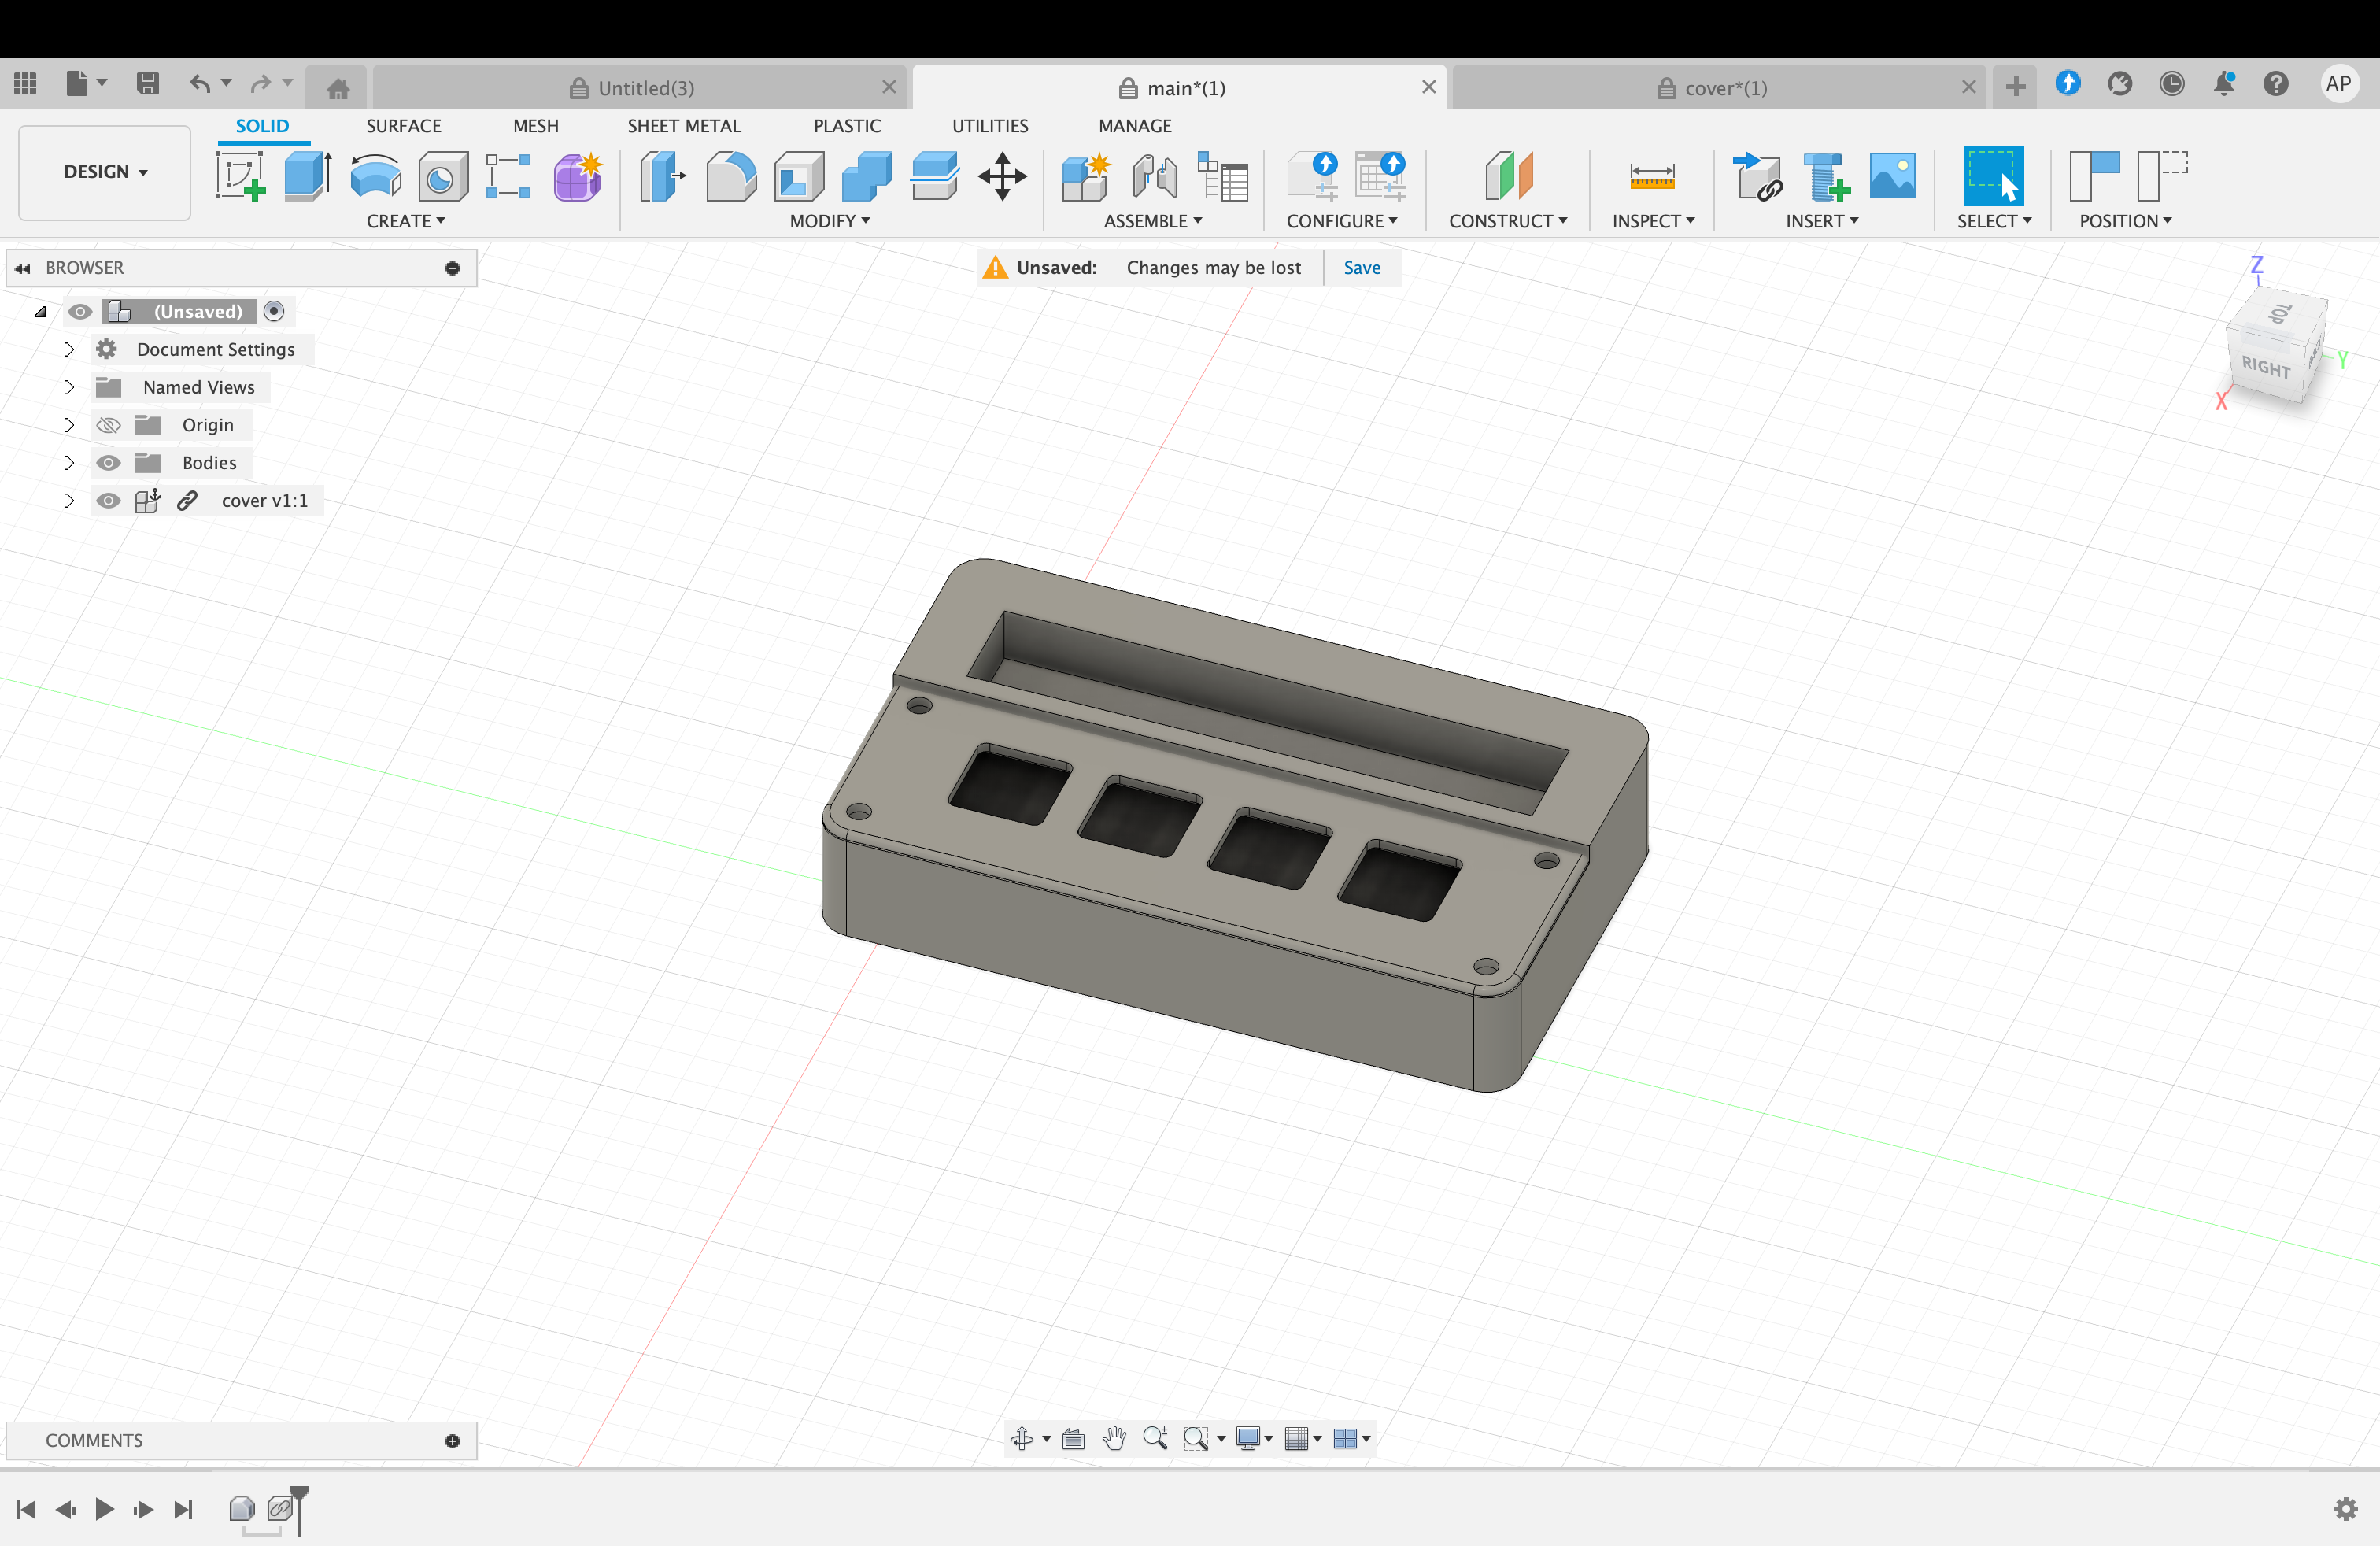 Untitled(3)
main*(1)
cover*(1)
AP
SOLID
SURFACE
MESH
SHEET METAL
PLASTIC
UTILITIES
MANAGE
DESIGN
CREATE
MODIFY
ASSEMBLE
CONFIGURE
CONSTRUCT
INSPECT
INSERT
SELECT
POSITION
BROWSER
Unsaved: Changes may be lost
Save
(Unsaved)
Document Settings
Named Views
Origin
Bodies
cover v1:1
Z
TOP
RIGHT
Y
X
COMMENTS